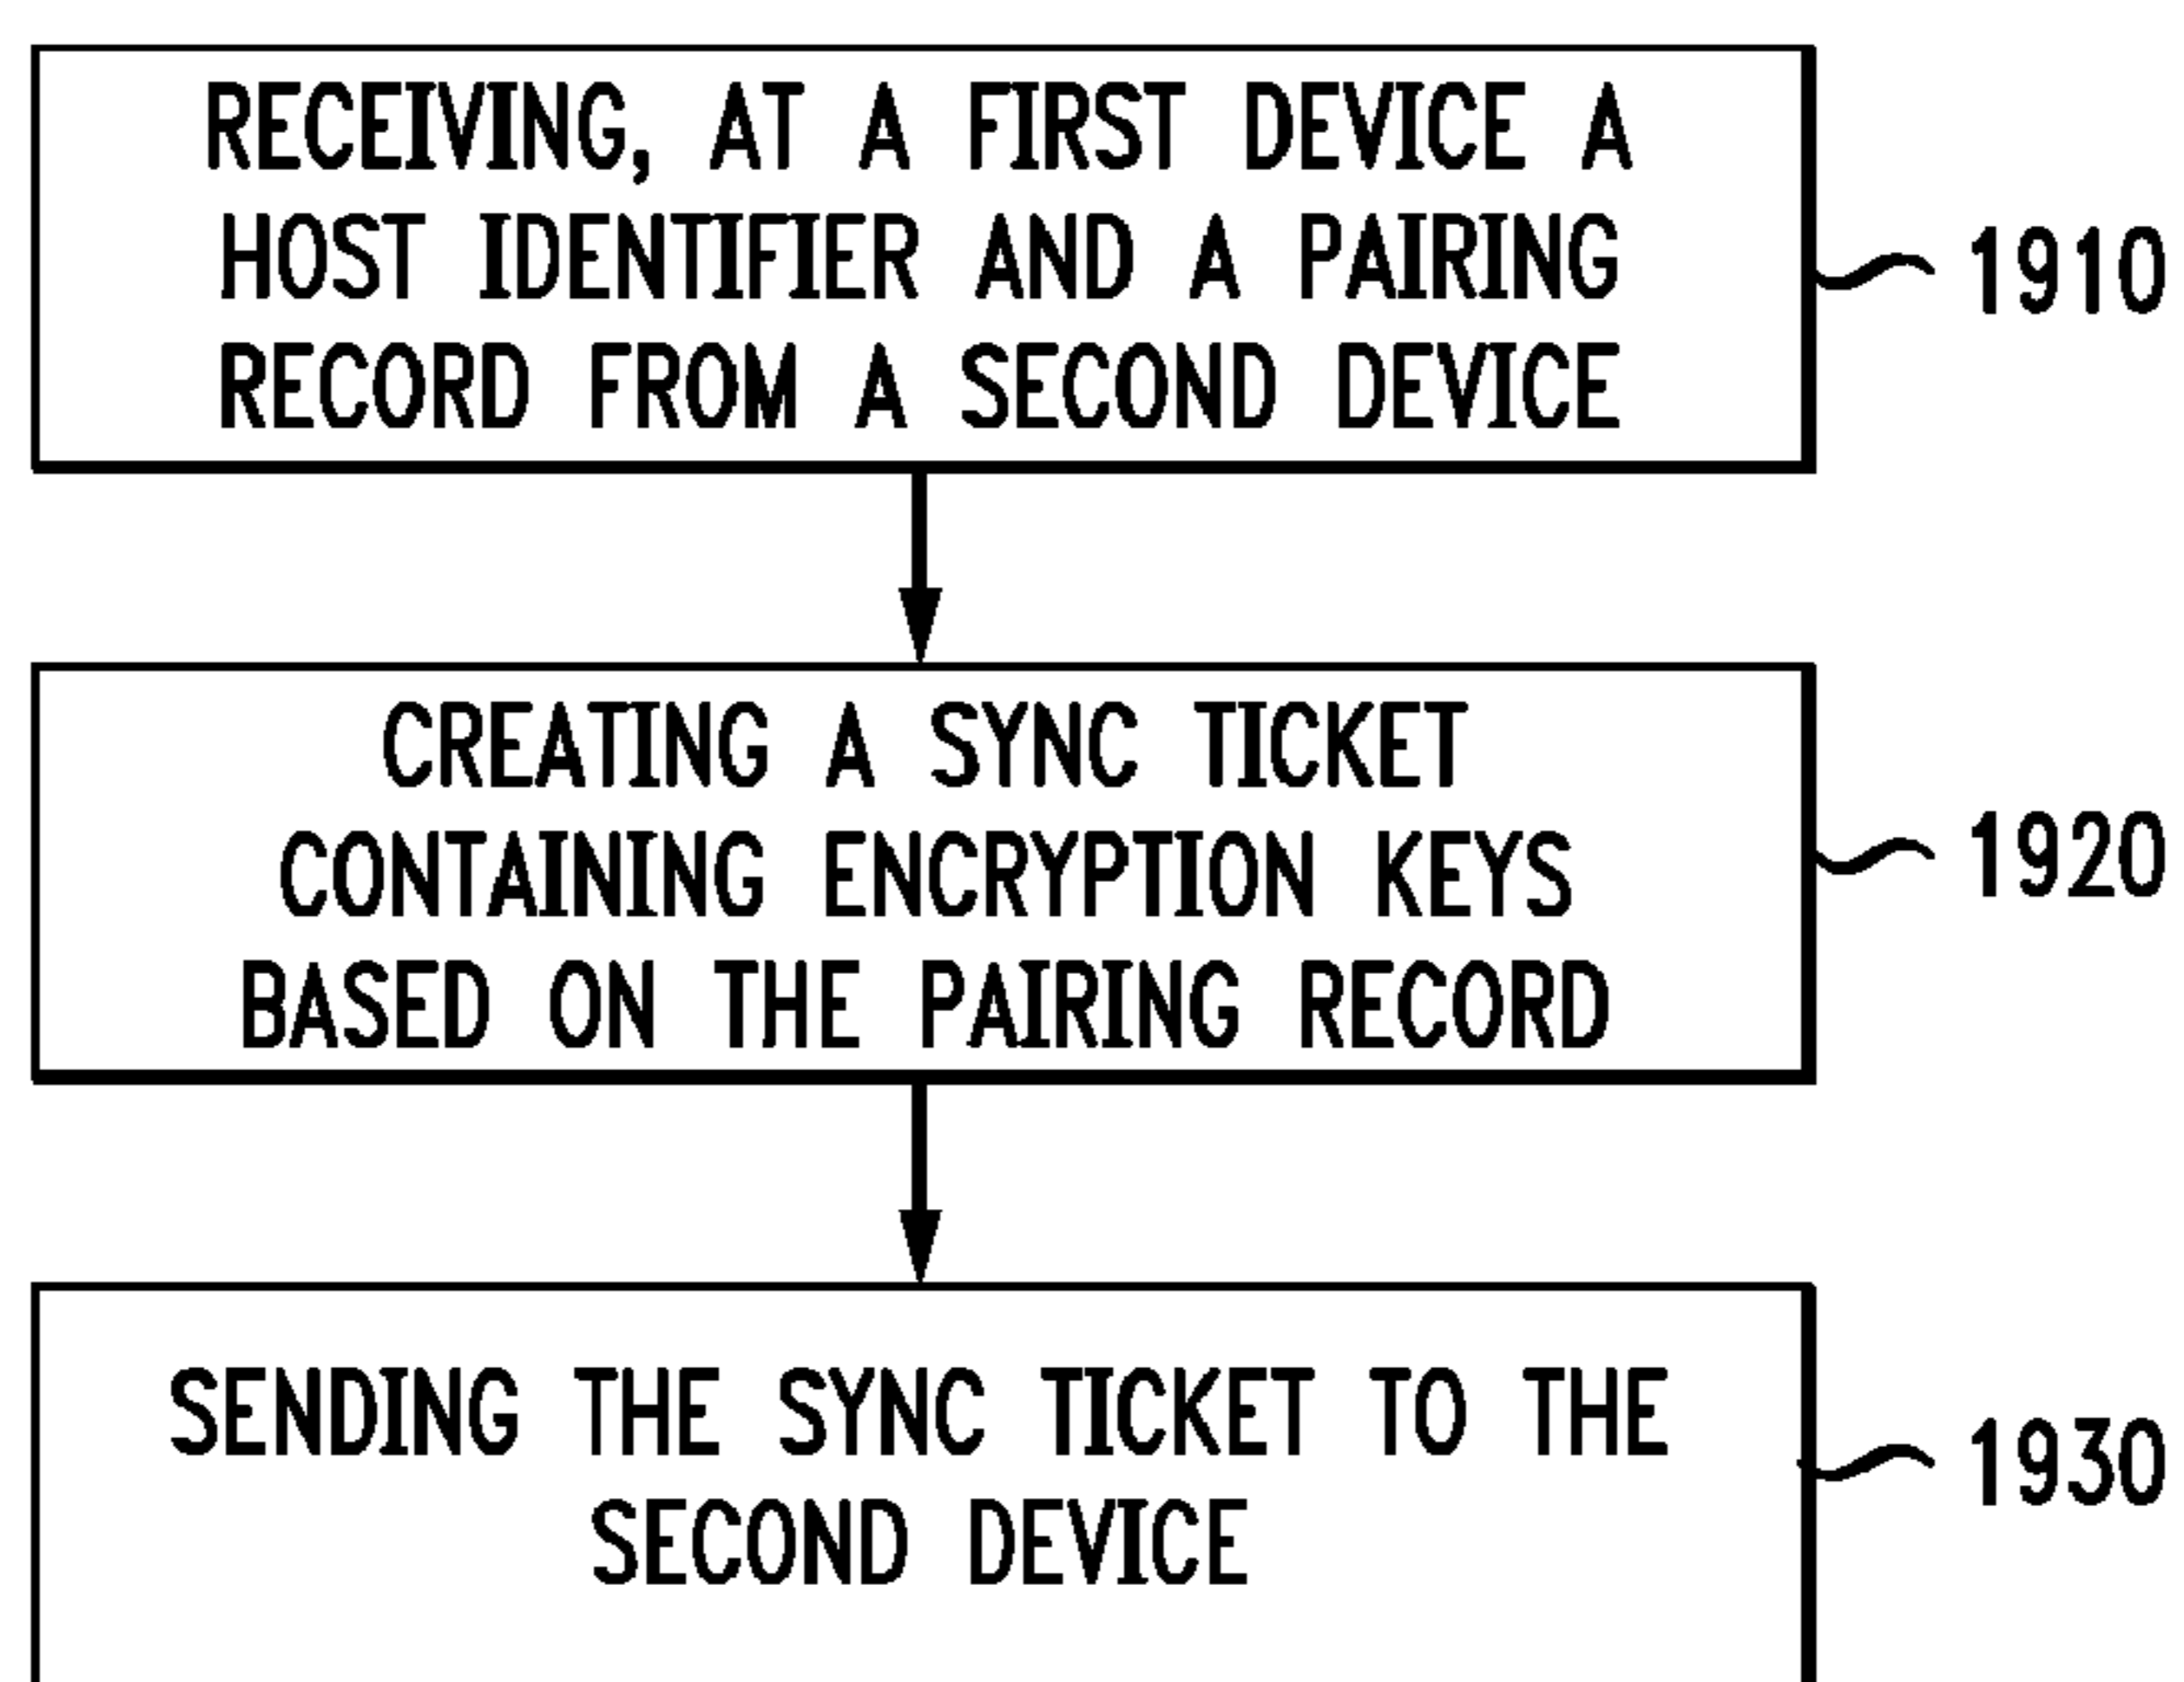 RECEIVING, AT A FIRST DEVICE A
HOST IDENTIFIER AND A PAIRING
RECORD FROM A SECOND DEVICE
1910
CREATING A SYNC TICKET
CONTAINING ENCRYPTION KEYS
BASED ON THE PAIRING RECORD
1920
SENDING THE SYNC TICKET TO THE
SECOND DEVICE
1930